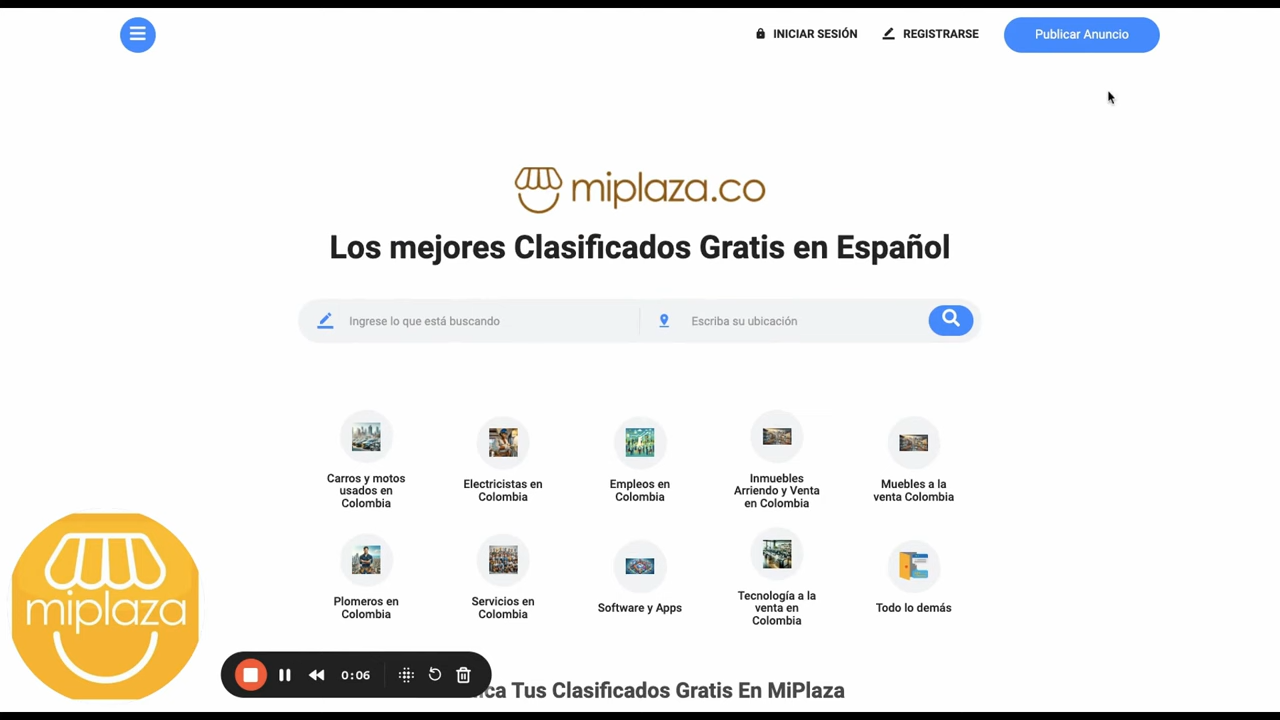 INICIAR SESIÓN
REGISTRARSE
Publicar Anuncio
miplaza.co
Los mejores Clasificados Gratis en Español
Ingrese lo que está buscando
Escriba su ubicación
Carros y motos
usados en
Colombia
Electricistas en
Colombia
Empleos en
Colombia
Inmuebles
Arriendo y Venta
en Colombia
Muebles a la
venta Colombia
Plomeros en
Colombia
Servicios en
Colombia
Software y Apps
Tecnología a la
venta en
Colombia
Todo lo demás
miplaza
0:06
Tus Clasificados Gratis En MiPlaza